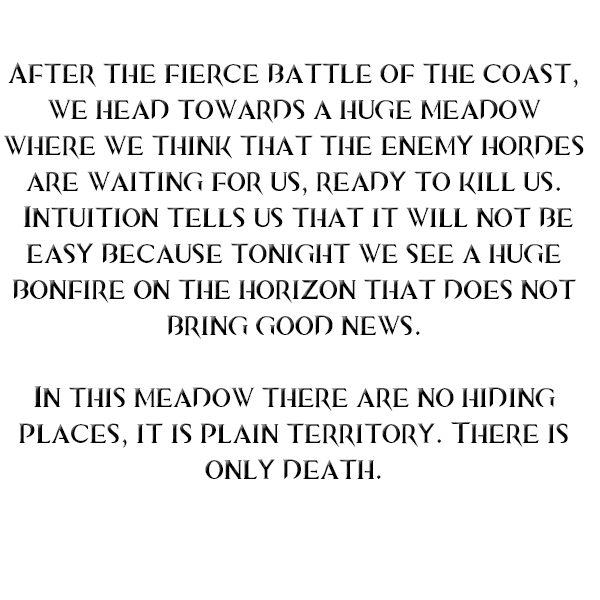 After the fierce battle of the coast,
we head towards a huge meadow
where we think that the enemy hordes
are waiting for us, ready to kill us.
Intuition tells us that it will not be
easy because tonight we see a huge
bonfire on the horizon that does not
bring good news.
In this meadow there are no hiding
places, it is plain territory. There is
only death.